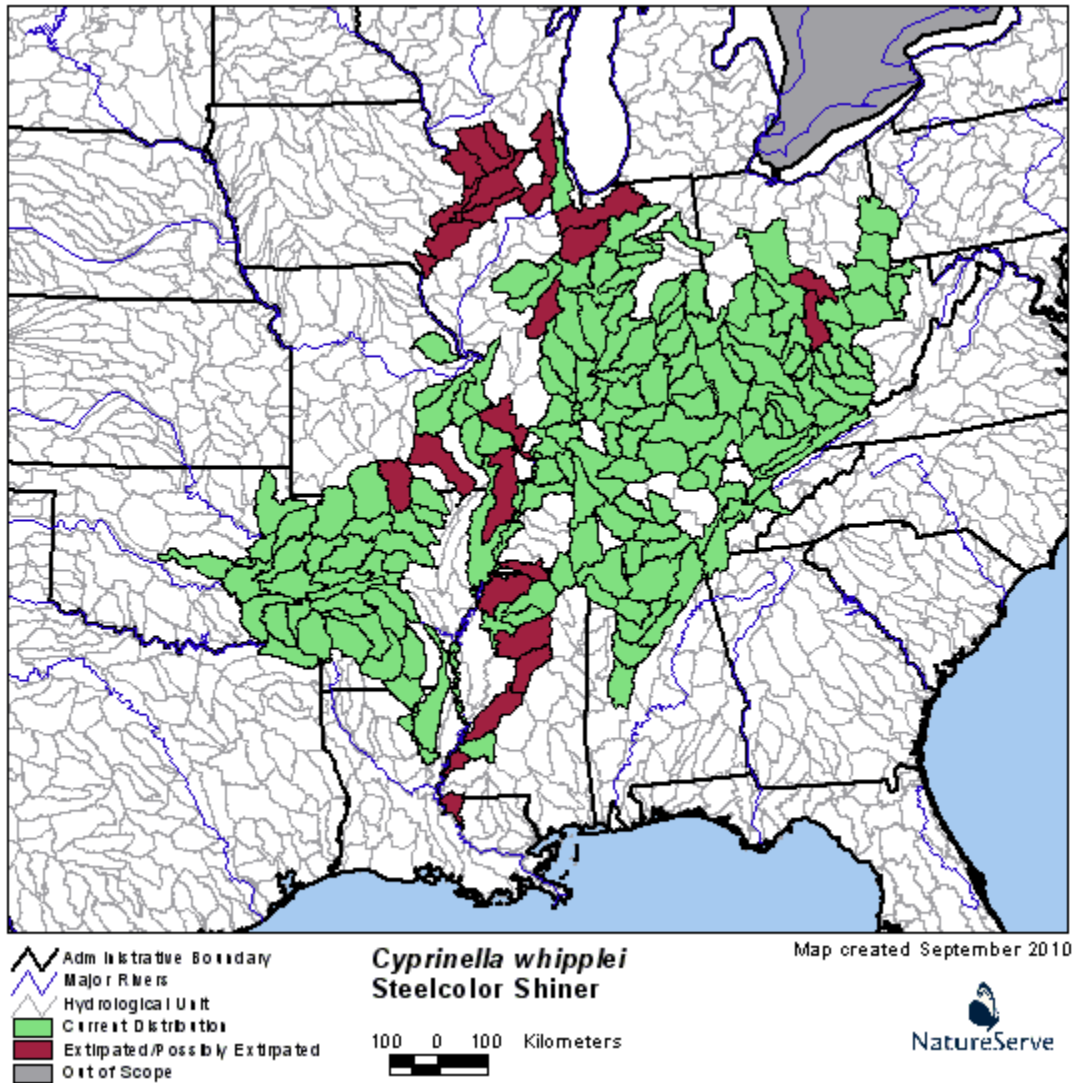 Administrative Boundary
Major Rivers
Hydrological Unit
Current Distribution
Extirpated/Possibly Extirpated
Out of Scope
Cyprinella whipplei
Steelcolor Shiner
100 0 100 Kilometers
Map created September 2010
NatureServe